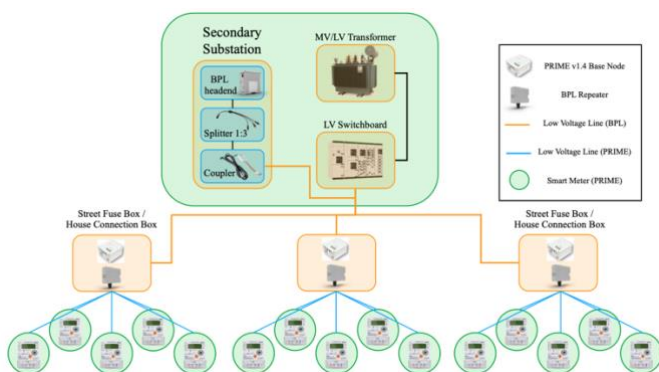 Secondary
Substation
MV/LV Transformer
BPL
headend
Splitter 1:3
Coupler
LV Switchboard
PRIME v1.4 Base Node
BPL Repeater
Low Voltage Line (BPL)
Low Voltage Line (PRIME)
Smart Meter (PRIME)
Street Fuse Box /
House Connection Box
Street Fuse Box /
House Connection Box